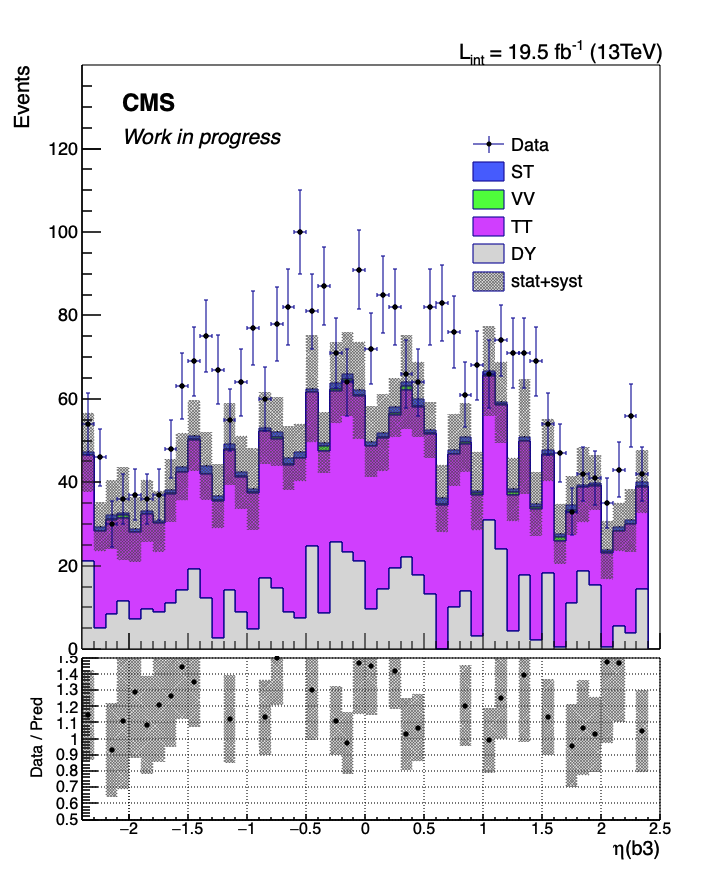 L_int = 19.5 fb⁻¹ (13TeV)
Events
CMS
Work in progress
Data
ST
VV
TT
DY
stat+syst
120
100
80
60
40
20
0
Data / Pred
1.5
1.4
1.3
1.2
1.1
1
0.9
0.8
0.7
0.6
0.5
−2 −1.5 −1 −0.5 0 0.5 1 1.5 2 2.5
η(b3)